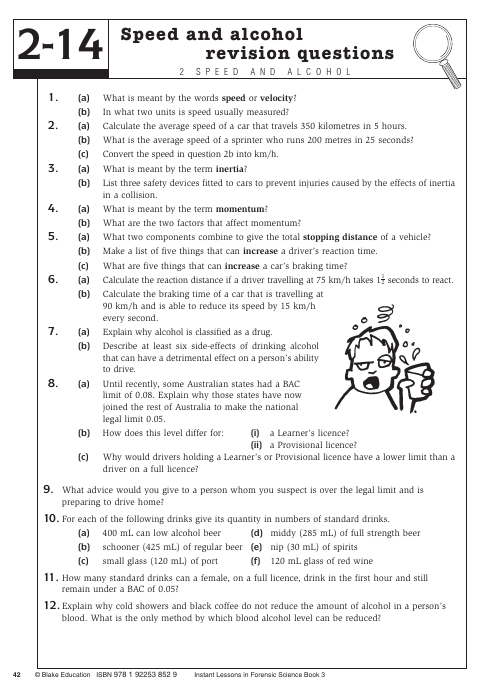 2-14
Speed and alcohol
revision questions
2 SPEED AND ALCOHOL
1. (a) What is meant by the words speed or velocity?
(b) In what two units is speed usually measured?
2. (a) Calculate the average speed of a car that travels 350 kilometres in 5 hours.
(b) What is the average speed of a sprinter who runs 200 metres in 25 seconds?
(c) Convert the speed in question 2b into km/h.
3. (a) What is meant by the term inertia?
(b) List three safety devices fitted to cars to prevent injuries caused by the effects of inertia
in a collision.
4. (a) What is meant by the term momentum?
(b) What are the two factors that affect momentum?
5. (a) What two components combine to give the total stopping distance of a vehicle?
(b) Make a list of five things that can increase a driver's reaction time.
(c) What are five things that can increase a car's braking time?
6. (a) Calculate the reaction distance if a driver travelling at 75 km/h takes 1½ seconds to react.
(b) Calculate the braking time of a car that is travelling at
90 km/h and is able to reduce its speed by 15 km/h
every second.
7. (a) Explain why alcohol is classified as a drug.
(b) Describe at least six side-effects of drinking alcohol
that can have a detrimental effect on a person's ability
to drive.
8. (a) Until recently, some Australian states had a BAC
limit of 0.08. Explain why those states have now
joined the rest of Australia to make the national
legal limit 0.05.
(b) How does this level differ for: (i) a Learner's licence?
(ii) a Provisional licence?
(c) Why would drivers holding a Learner's or Provisional licence have a lower limit than a
driver on a full licence?
9. What advice would you give to a person whom you suspect is over the legal limit and is
preparing to drive home?
10. For each of the following drinks give its quantity in numbers of standard drinks.
(a) 400 mL can low alcohol beer (d) middy (285 mL) of full strength beer
(b) schooner (425 mL) of regular beer (e) nip (30 mL) of spirits
(c) small glass (120 mL) of port (f) 120 mL glass of red wine
11. How many standard drinks can a female, on a full licence, drink in the first hour and still
remain under a BAC of 0.05?
12. Explain why cold showers and black coffee do not reduce the amount of alcohol in a person's
blood. What is the only method by which blood alcohol level can be reduced?
42 © Blake Education ISBN 978 1 92253 852 9 Instant Lessons in Forensic Science Book 3